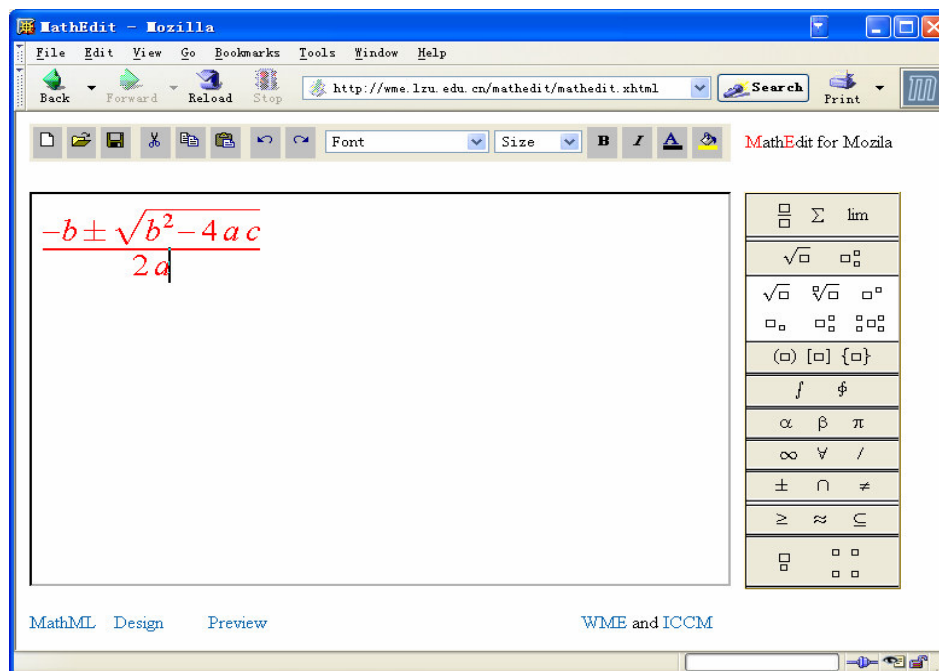 MathEdit - Mozilla
File Edit View Go Bookmarks Tools Window Help
Back Forward Reload Stop http://wme.lzu.edu.cn/mathedit/mathedit.xhtml Search Print m
Font Size B I A MathEdit for Mozila
−b ± √b² − 4 a c
2 a
Σ lim
√
√ √
( ) [ ] { }
∫ ∮
α β π
∞ ∀ /
± ∩ ≠
≥ ≈ ⊆
MathML Design Preview WME and ICCM